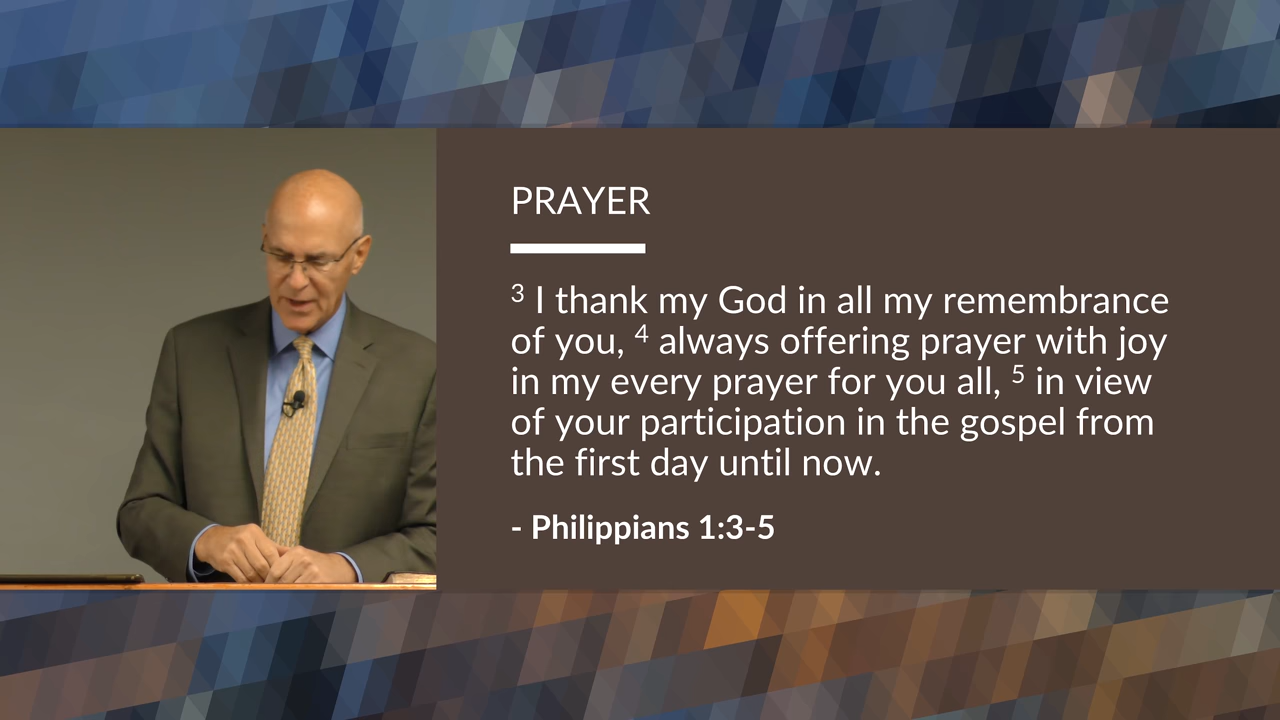 PRAYER
3 I thank my God in all my remembrance
of you, 4 always offering prayer with joy
in my every prayer for you all, 5 in view
of your participation in the gospel from
the first day until now.
- Philippians 1:3-5